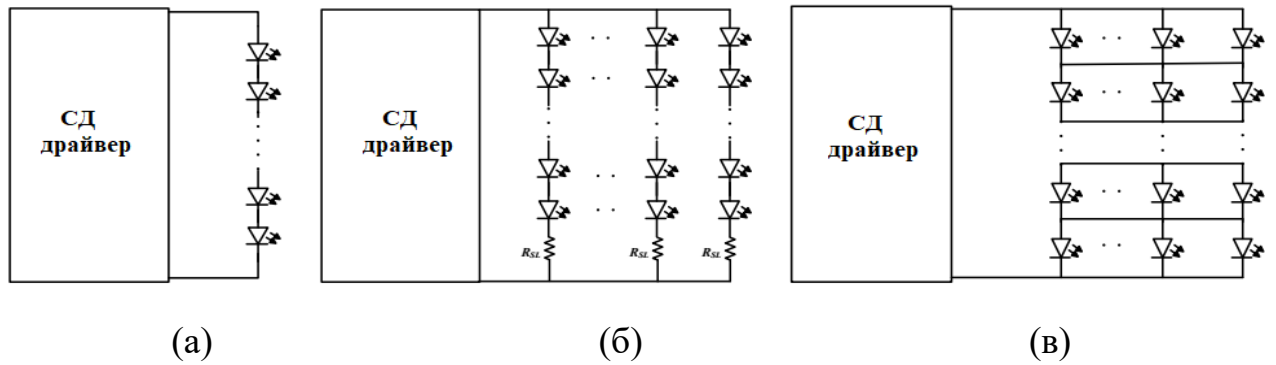 СД
драйвер
СД
драйвер
R_SL R_SL R_SL
СД
драйвер
(а) (б) (в)